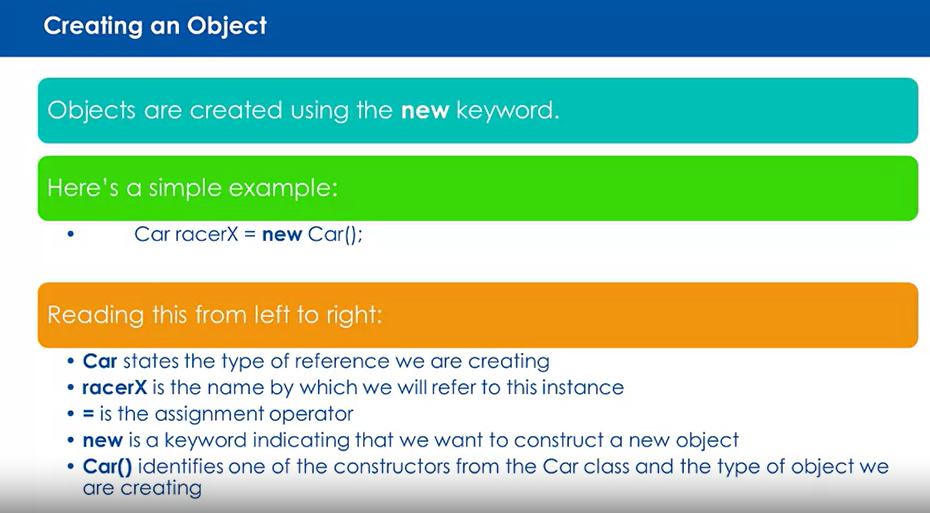 Creating an Object
Objects are created using the new keyword.
Here's a simple example:
• Car racerX = new Car();
Reading this from left to right:
• Car states the type of reference we are creating
• racerX is the name by which we will refer to this instance
• = is the assignment operator
• new is a keyword indicating that we want to construct a new object
• Car() identifies one of the constructors from the Car class and the type of object we
are creating